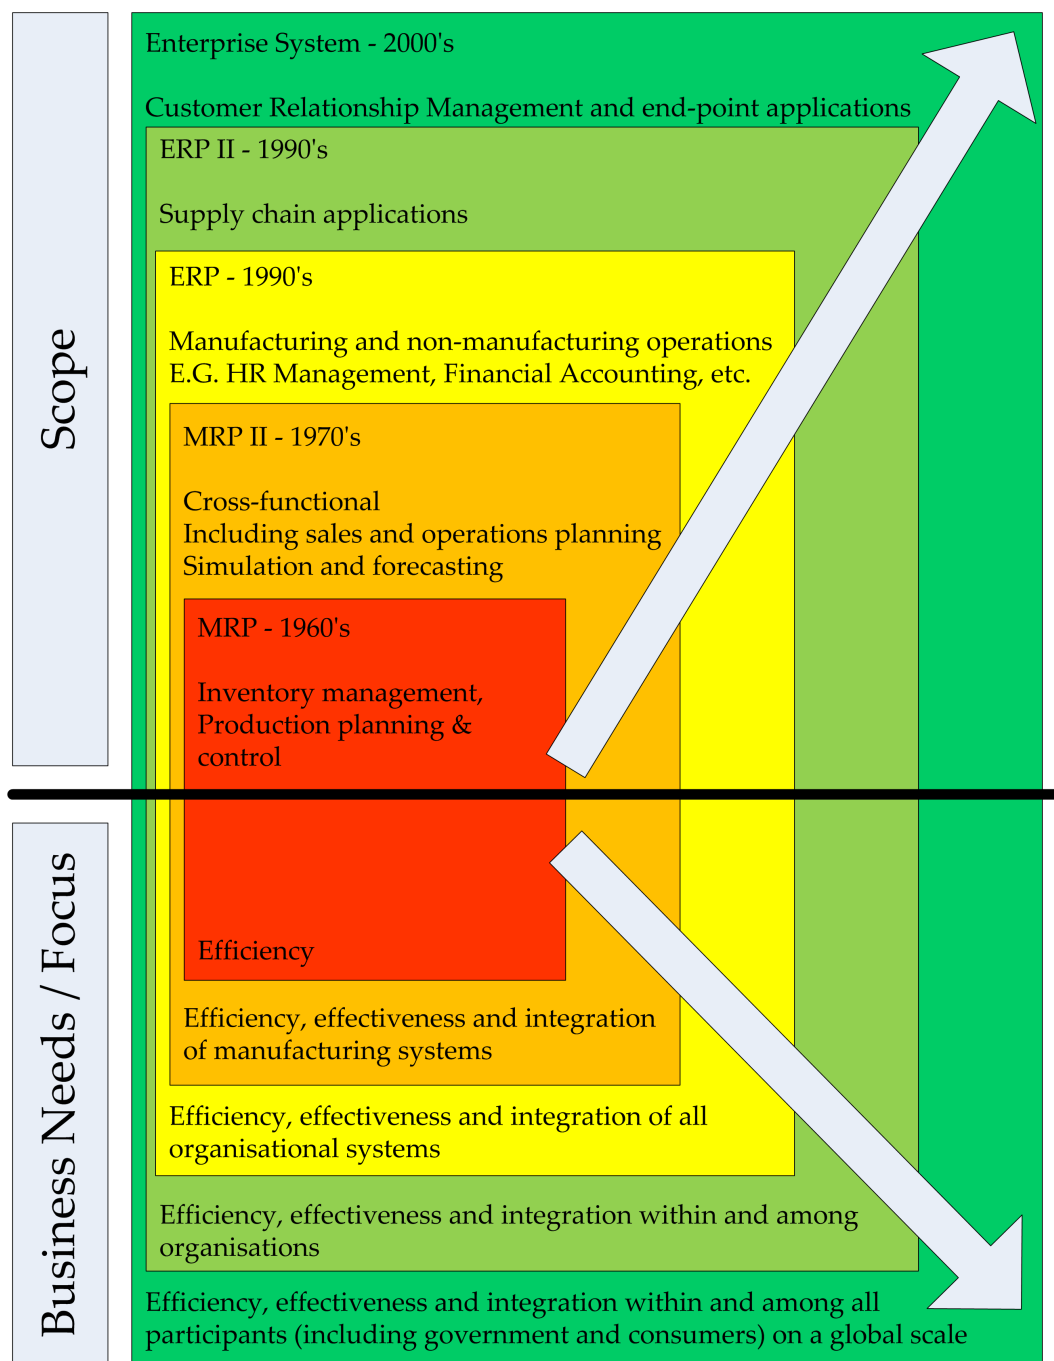 Scope
Enterprise System - 2000's
Customer Relationship Management and end-point applications
ERP II - 1990's
Supply chain applications
ERP - 1990's
Manufacturing and non-manufacturing operations
E.G. HR Management, Financial Accounting, etc.
MRP II - 1970's
Cross-functional
Including sales and operations planning
Simulation and forecasting
MRP - 1960's
Inventory management,
Production planning &
control
Business Needs / Focus
Efficiency
Efficiency, effectiveness and integration
of manufacturing systems
Efficiency, effectiveness and integration of all
organisational systems
Efficiency, effectiveness and integration within and among
organisations
Efficiency, effectiveness and integration within and among all
participants (including government and consumers) on a global scale